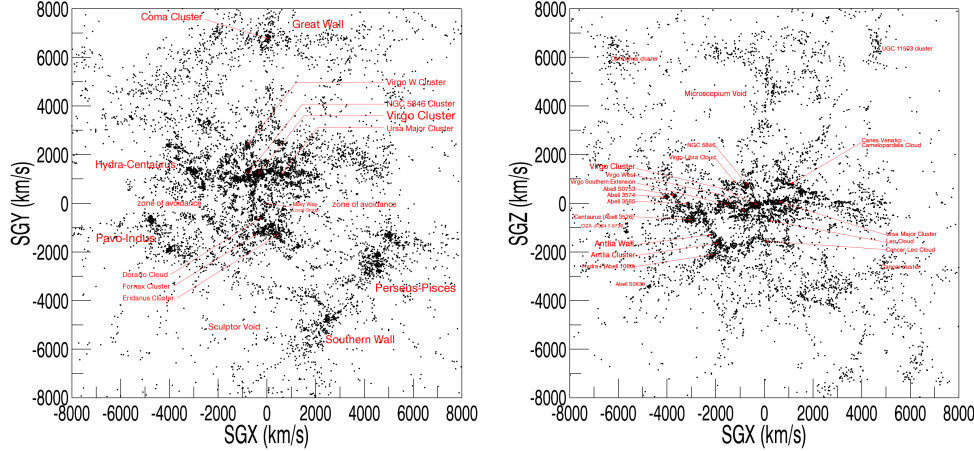 8000
6000
4000
2000
0
-2000
-4000
-6000
-8000
SGY (km/s)
-8000 -6000 -4000 -2000 0 2000 4000 6000 8000
SGX (km/s)
Coma Cluster
Great Wall
Virgo W Cluster
NGC 5846 Cluster
Virgo Cluster
Ursa Major Cluster
Hydra-Centaurus
zone of avoidance
Milky Way
zone of avoidance
Pavo-Indus
Dorado Cloud
Fornax Cluster
Eridanus Cluster
Perseus-Pisces
Sculptor Void
Southern Wall
8000
6000
4000
2000
0
-2000
-4000
-6000
-8000
SGZ (km/s)
-8000 -6000 -4000 -2000 0 2000 4000 6000 8000
SGX (km/s)
cluster
UGC 11503 cluster
Microscopium Void
NGC 5846
Canes Venatici -
Camelopardalis Cloud
Virgo-Libra Cloud
Virgo Cluster
Virgo West
Virgo Southern Extension
Abell S0753
Abell 3574
Abell 3565
Centaurus (Abell 3526)
Ursa Major Cluster
Leo Cloud
Antlia Wall
Cancer-Leo Cloud
Antlia Cluster
(Abell 1060)
Cancer cluster
Abell S0636